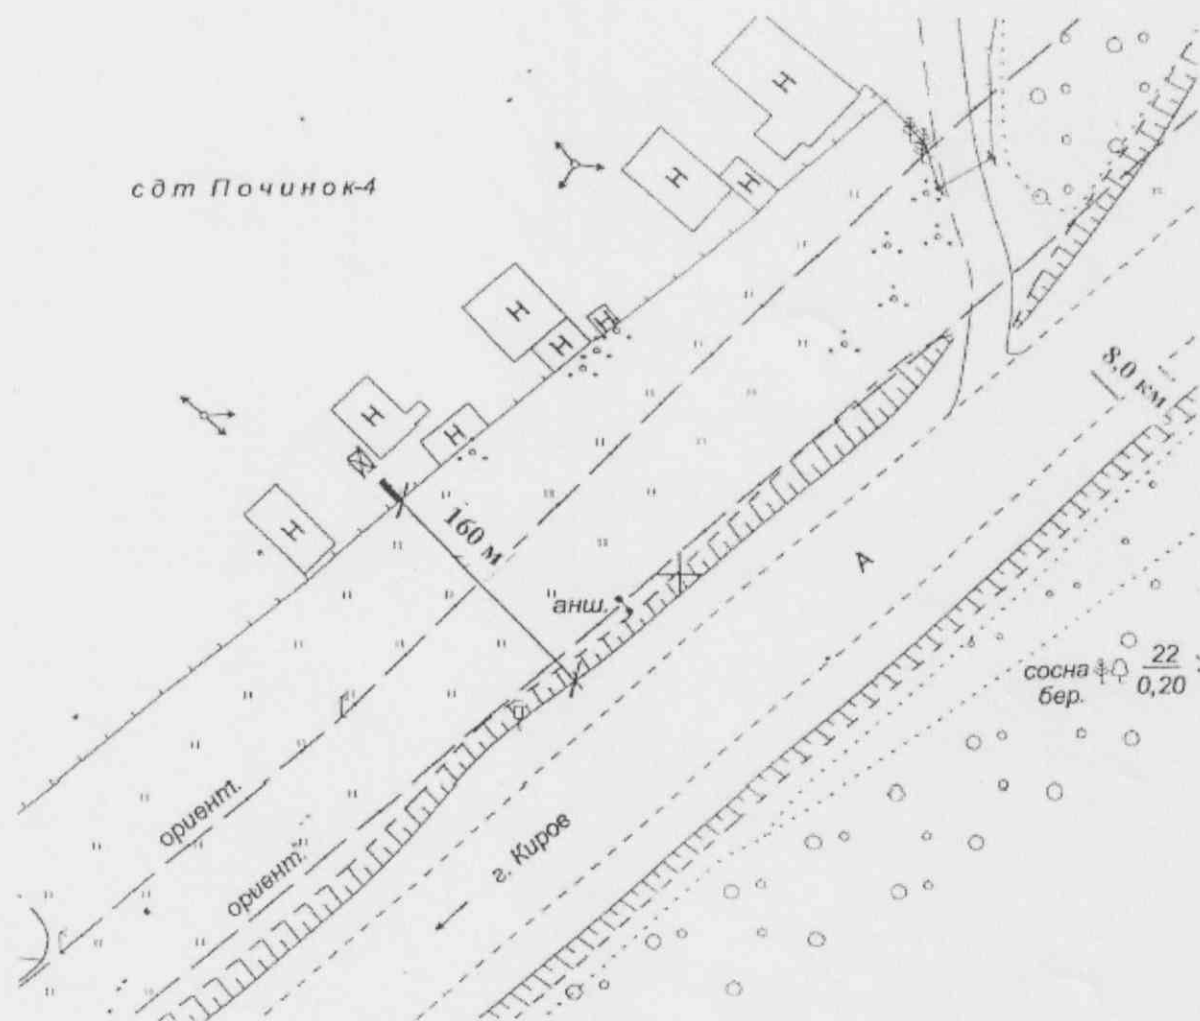 Н
Н
Н
сдт Починок-4
Н
Н
Н
8,0 км
Н
Н
160 м
Н
А
анш.
сосна 22
бер. 0,20
ориент.
г. Киров
ориент.